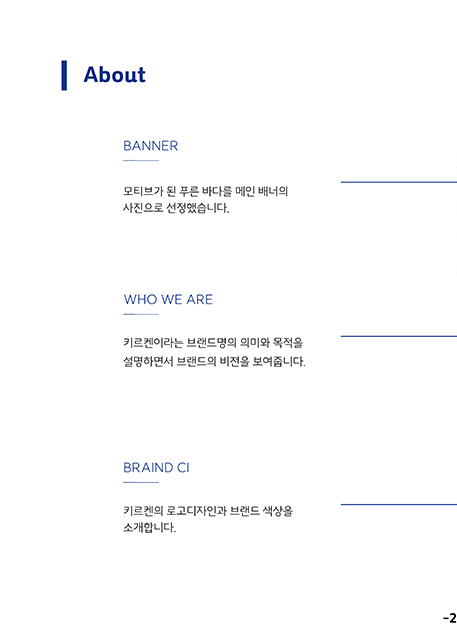 About
BANNER
모티브가 된 푸른 바다를 메인 배너의
사진으로 선정했습니다.
WHO WE ARE
키르켄이라는 브랜드명의 의미와 목적을
설명하면서 브랜드의 비전을 보여줍니다.
BRAIND CI
키르켄의 로고디자인과 브랜드 색상을
소개합니다.
-2